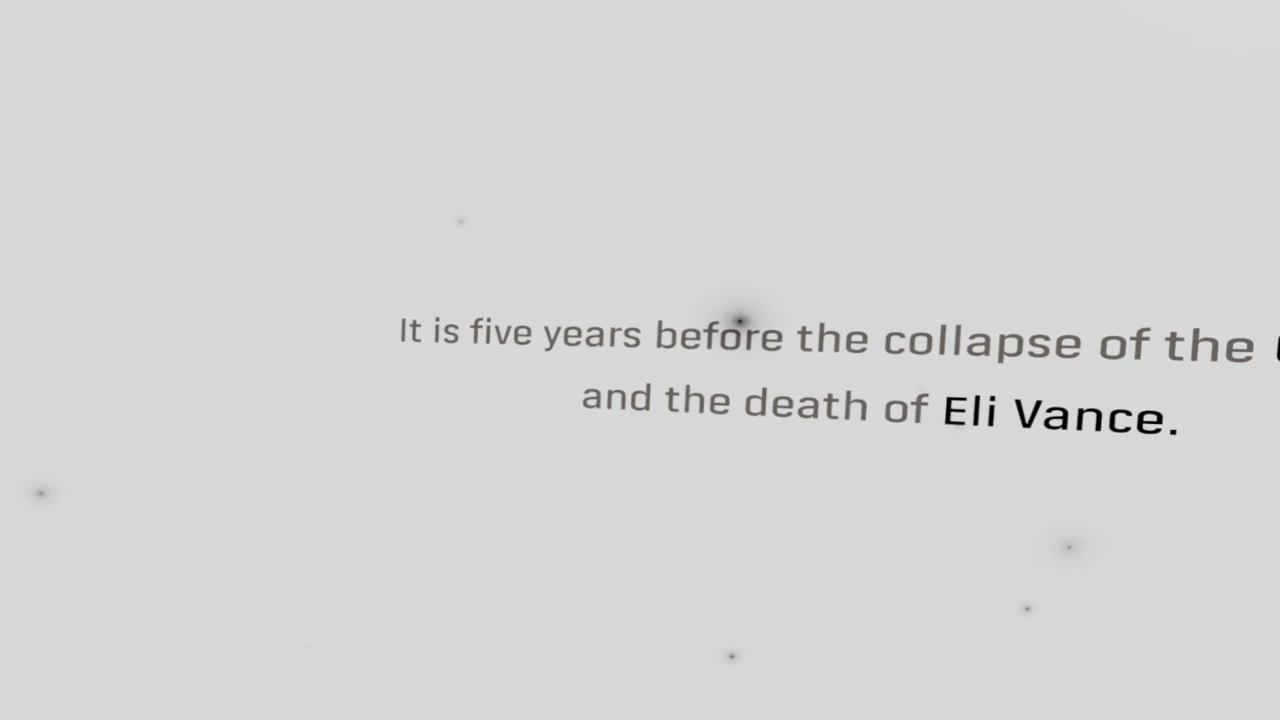 It is five years before the collapse of the
and the death of Eli Vance.